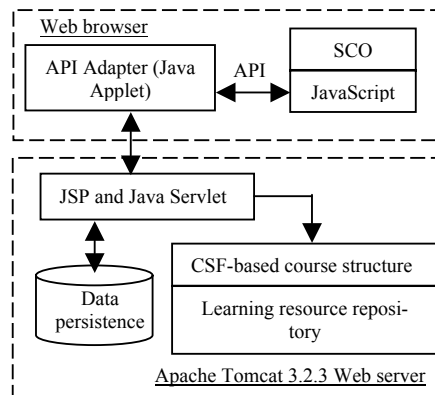 Web browser
API Adapter (Java
Applet)
API
SCO
JavaScript
JSP and Java Servlet
Data
persistence
CSF-based course structure
Learning resource reposi-
tory
Apache Tomcat 3.2.3 Web server